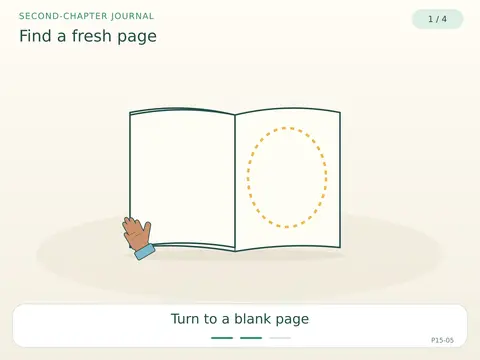 SECOND-CHAPTER JOURNAL
1 / 4
Find a fresh page
Turn to a blank page
P15-05